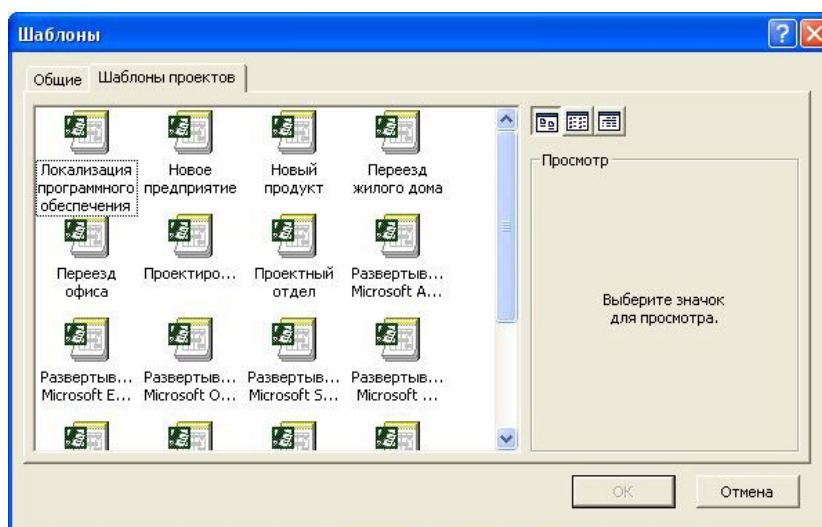 Шаблоны
Общие
Шаблоны проектов
Локализация программного обеспечения
Новое предприятие
Новый продукт
Переезд жилого дома
Просмотр
Переезд офиса
Проектиро...
Проектный отдел
Развертыв... Microsoft A...
Выберите значок
для просмотра.
Развертыв... Microsoft E...
Развертыв... Microsoft O...
Развертыв... Microsoft S...
Развертыв... Microsoft ...
ОК
Отмена